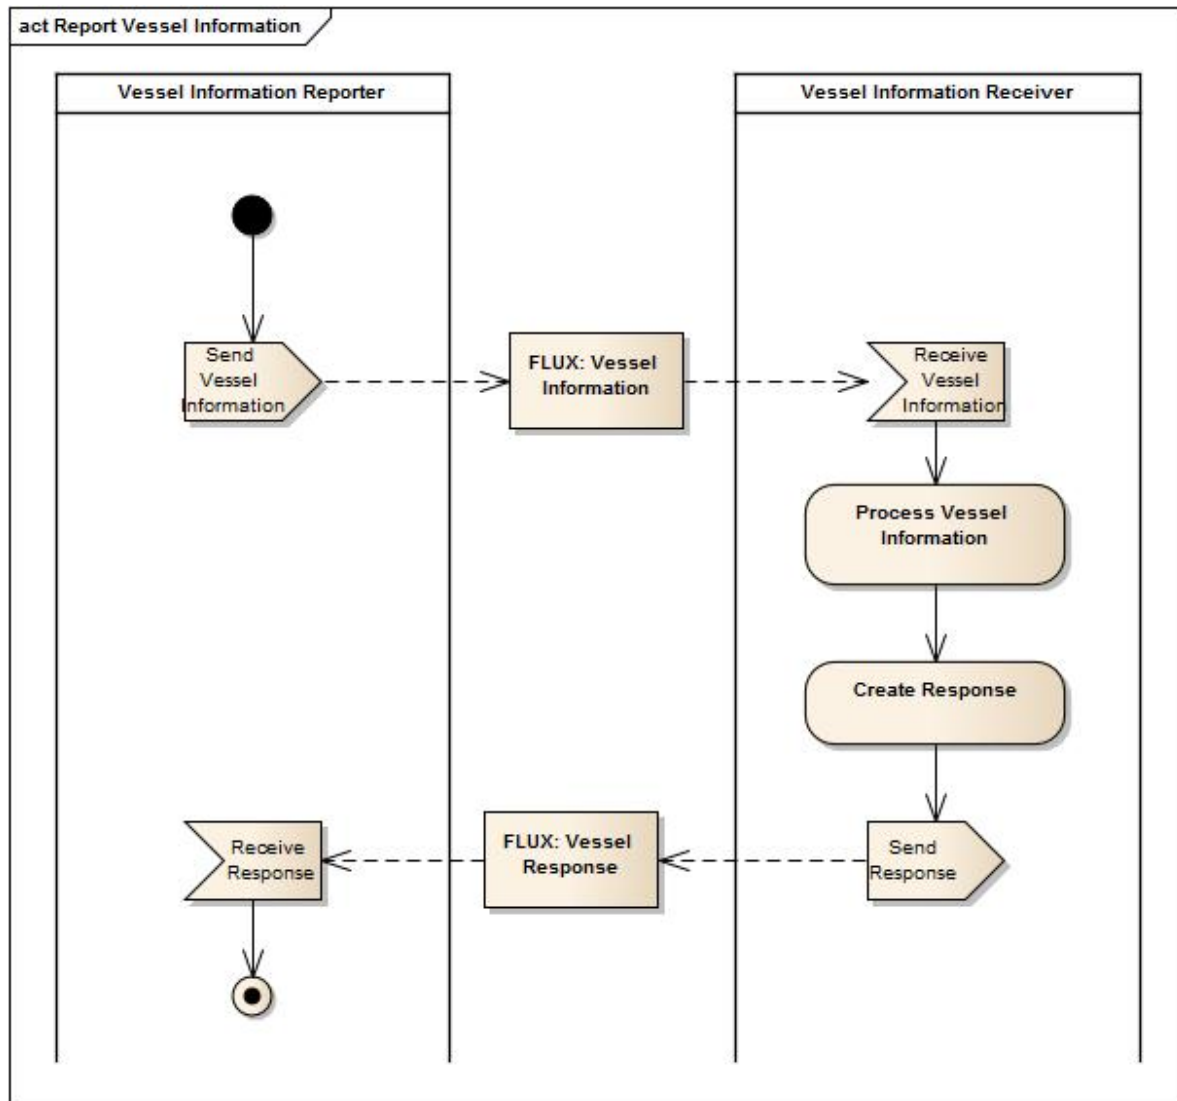 act Report Vessel Information
Vessel Information Reporter
Vessel Information Receiver
Send
Vessel
Information
FLUX: Vessel
Information
Receive
Vessel
Information
Process Vessel
Information
Create Response
Receive
Response
FLUX: Vessel
Response
Send
Response